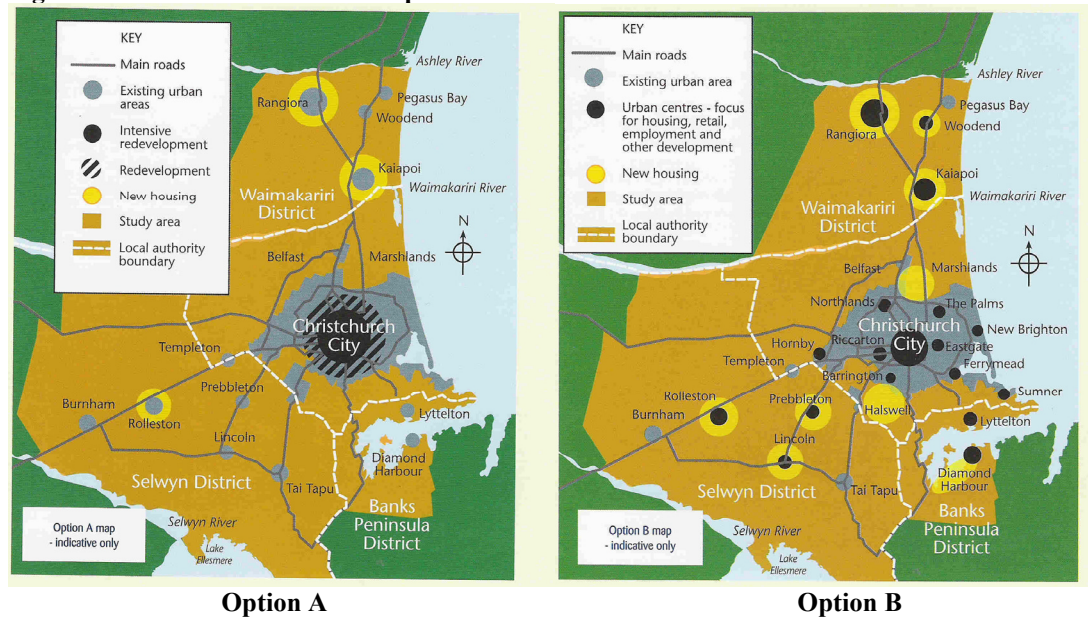 KEY
Main roads
Existing urban
areas
Intensive
redevelopment
Redevelopment
New housing
Study area
Local authority
boundary
Ashley River
Rangiora
Pegasus Bay
Woodend
Kaiapoi
Waimakariri River
Waimakariri
District
N
Belfast
Marshlands
Christchurch
City
Templeton
Prebbleton
Burnham
Rolleston
Lyttelton
Lincoln
Diamond
Harbour
Selwyn District
Tai Tapu
Banks
Peninsula
District
Selwyn River
Lake
Ellesmere
Option A map
- indicative only
Option A
KEY
Main roads
Existing urban area
Urban centres - focus
for housing, retail,
employment and
other development
New housing
Study area
Local authority
boundary
Ashley River
Pegasus Bay
Rangiora
Woodend
Kaiapoi
Waimakariri River
Waimakariri
District
N
Belfast
Marshlands
Northlands
The Palms
Christchurch
City
New Brighton
Hornby
Riccarton
Eastgate
Templeton
Ferrymead
Barrington
Sumner
Rolleston
Prebbleton
Halswell
Burnham
Lyttelton
Lincoln
Diamond
Harbour
Selwyn District
Tai Tapu
Banks
Peninsula
District
Selwyn River
Lake
Ellesmere
Option B map
- indicative only
Option B